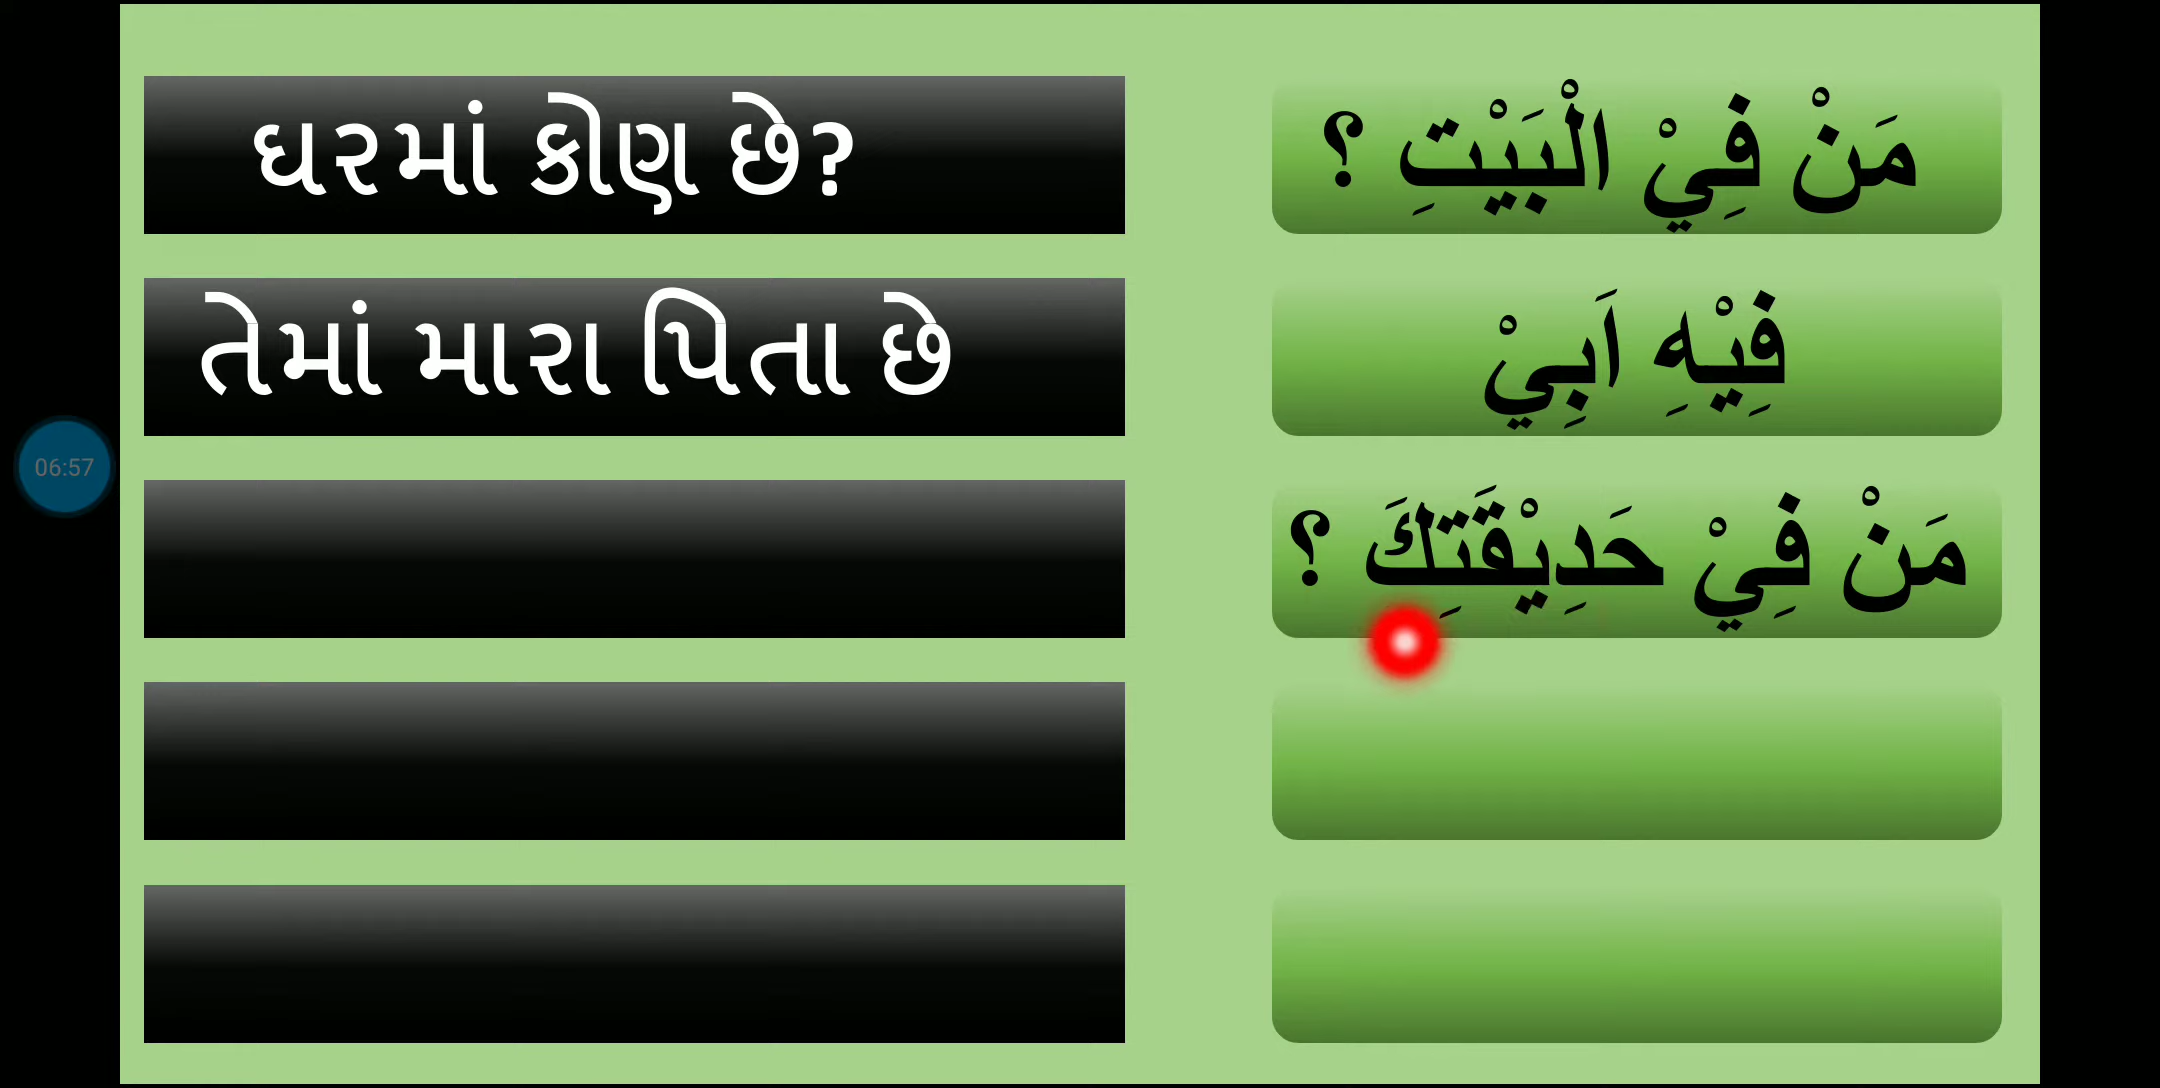 ઘરમાં કોણ છે?
مَنْ فِيْ الْبَيْتِ ؟
તેમાં મારા પિતા છે
فِيْهِ اَبِيْ
مَنْ فِيْ حَدِيْقَتِكَ ؟
06:57